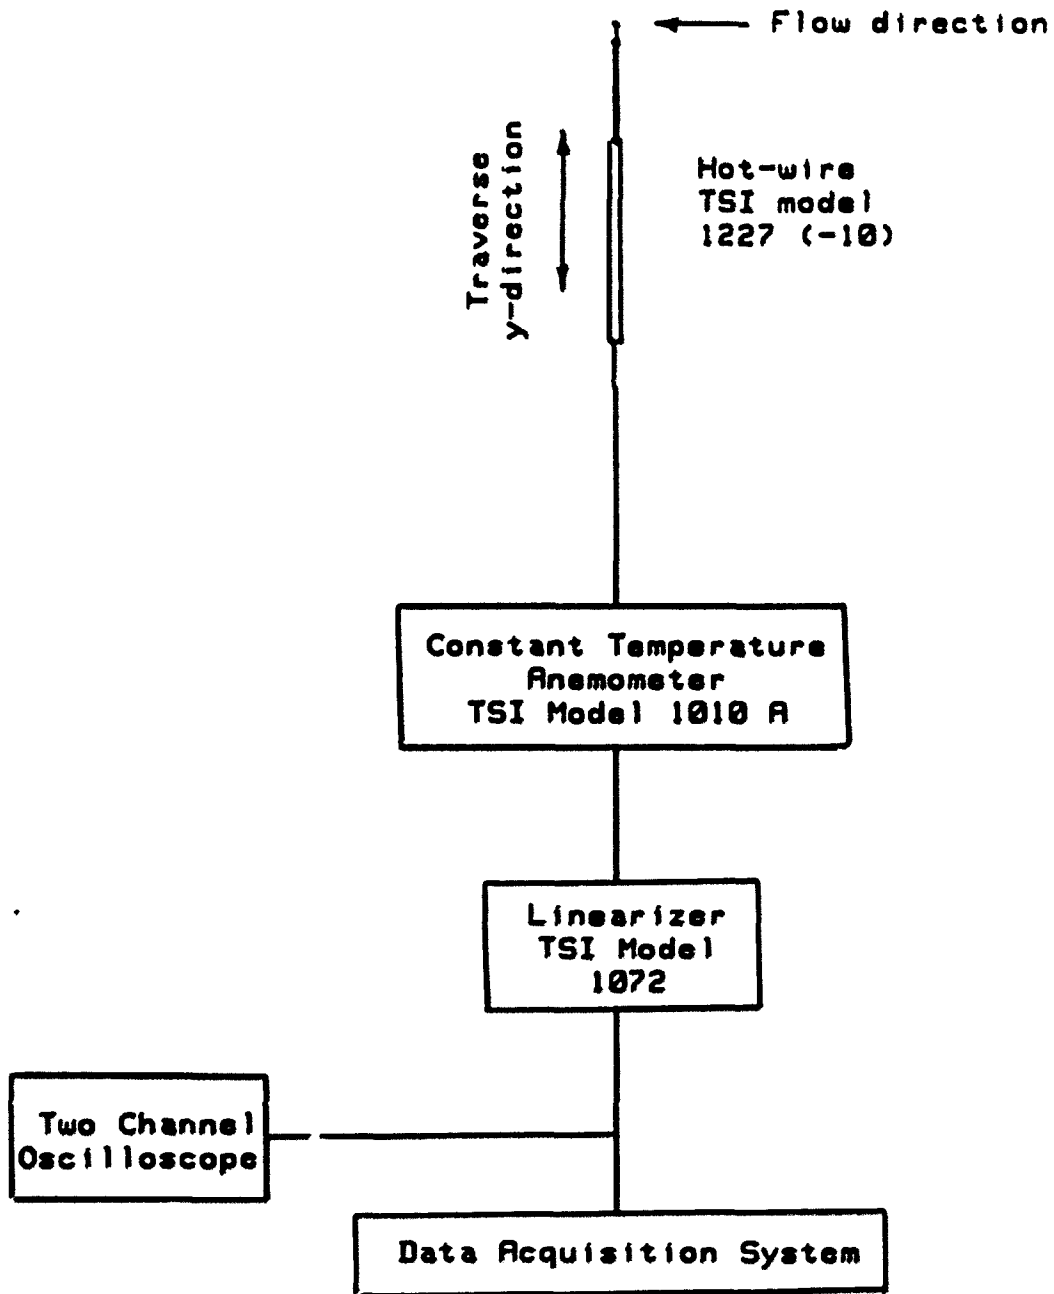 Flow direction
Traverse
y-direction
Hot-wire
TSI model
1227 (-10)
Constant Temperature
Anemometer
TSI Model 1010 A
Linearizer
TSI Model
1072
Two Channel
Oscilloscope
Data Acquisition System